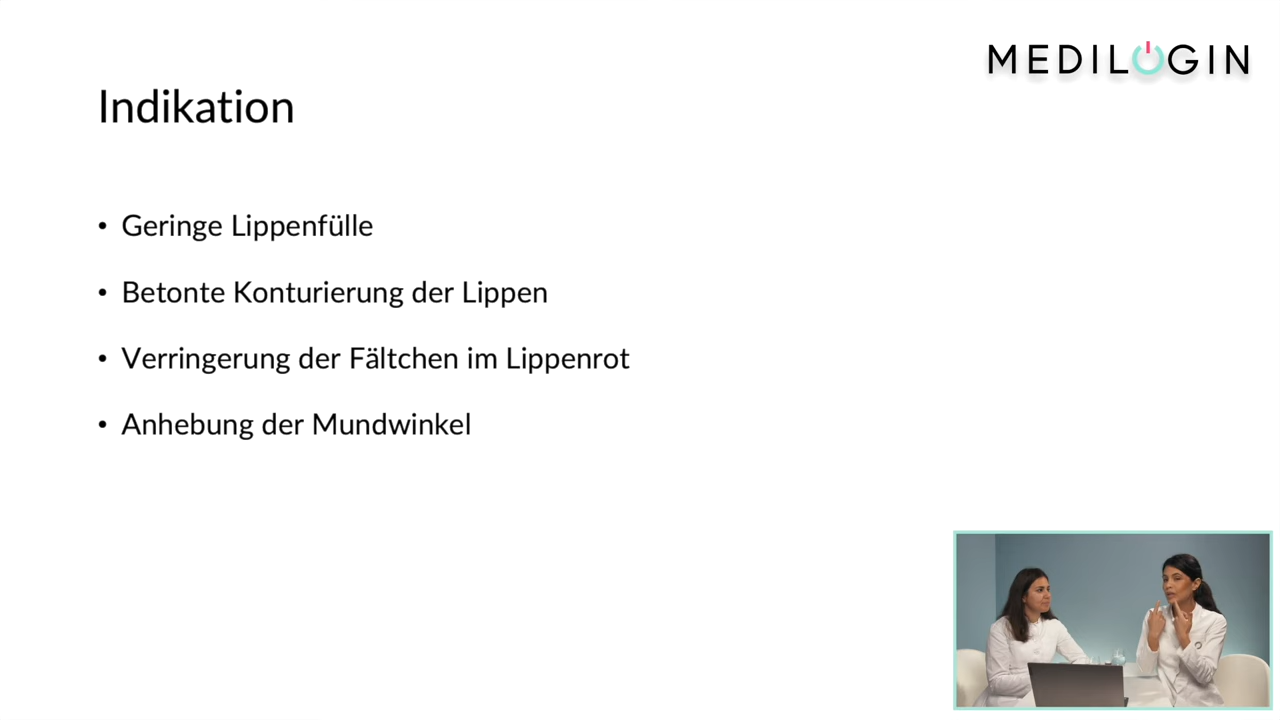 MEDILOGIN
Indikation
• Geringe Lippenfülle
• Betonte Konturierung der Lippen
• Verringerung der Fältchen im Lippenrot
• Anhebung der Mundwinkel